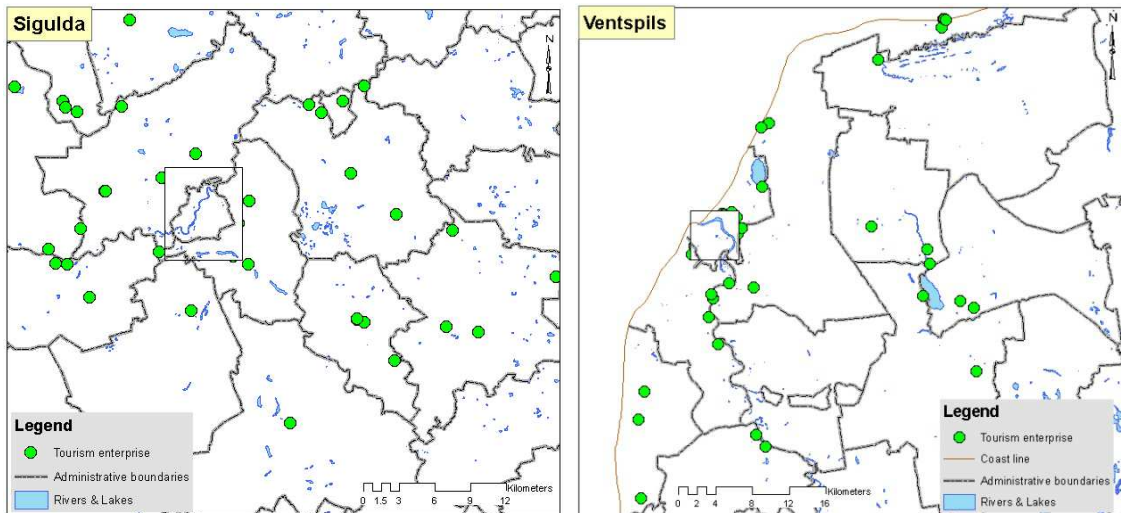 Sigulda
N
Legend
Tourism enterprise
Administrative boundaries
Rivers & Lakes
Kilometers
0 1.5 3 6 9 12
Ventspils
N
Legend
Tourism enterprise
Coast line
Administrative boundaries
Rivers & Lakes
Kilometers
0 2 4 8 12 16